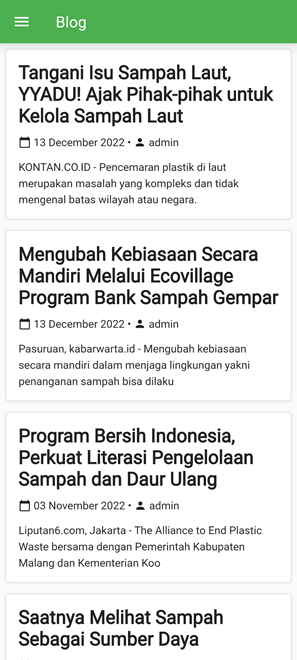 Blog
Tangani Isu Sampah Laut,
YYADU! Ajak Pihak-pihak untuk
Kelola Sampah Laut
13 December 2022 • admin
KONTAN.CO.ID - Pencemaran plastik di laut
merupakan masalah yang kompleks dan tidak
mengenal batas wilayah atau negara.
Mengubah Kebiasaan Secara
Mandiri Melalui Ecovillage
Program Bank Sampah Gempar
13 December 2022 • admin
Pasuruan, kabarwarta.id - Mengubah kebiasaan
secara mandiri dalam menjaga lingkungan yakni
penanganan sampah bisa dilaku
Program Bersih Indonesia,
Perkuat Literasi Pengelolaan
Sampah dan Daur Ulang
03 November 2022 • admin
Liputan6.com, Jakarta - The Alliance to End Plastic
Waste bersama dengan Pemerintah Kabupaten
Malang dan Kementerian Koo
Saatnya Melihat Sampah
Sebagai Sumber Daya